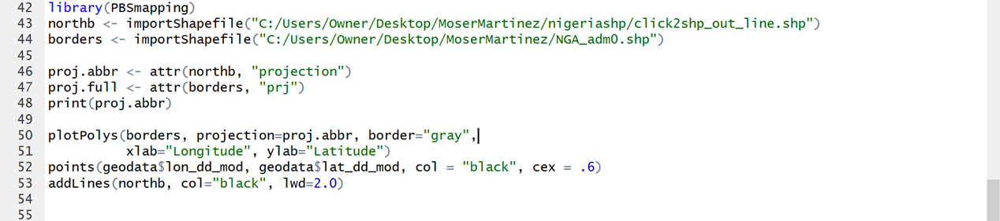 42 library(PBSmapping)
43 northb <- importShapefile("C:/Users/Owner/Desktop/MoserMartinez/nigeriashp/click2shp_out_line.shp")
44 borders <- importShapefile("C:/Users/Owner/Desktop/MoserMartinez/NGA_adm0.shp")
45
46 proj.abbr <- attr(northb, "projection")
47 proj.full <- attr(borders, "prj")
48 print(proj.abbr)
49
50 plotPolys(borders, projection=proj.abbr, border="gray",
51           xlab="Longitude", ylab="Latitude")
52 points(geodata$lon_dd_mod, geodata$lat_dd_mod, col = "black", cex = .6)
53 addLines(northb, col="black", lwd=2.0)
54
55